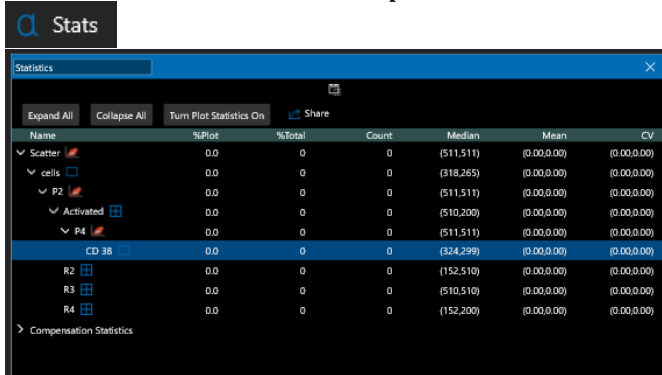 Stats
Statistics
Expand All Collapse All Turn Plot Statistics On Share
Name %Plot %Total Count Median Mean CV
Scatter 0.0 0 0 (511,511) (0.00,0.00) (0.00,0.00)
cells 0.0 0 0 (318,265) (0.00,0.00) (0.00,0.00)
P2 0.0 0 0 (511,511) (0.00,0.00) (0.00,0.00)
Activated 0.0 0 0 (510,200) (0.00,0.00) (0.00,0.00)
P4 0.0 0 0 (511,511) (0.00,0.00) (0.00,0.00)
CD 38 0.0 0 0 (324,299) (0.00,0.00) (0.00,0.00)
R2 0.0 0 0 (152,510) (0.00,0.00) (0.00,0.00)
R3 0.0 0 0 (510,510) (0.00,0.00) (0.00,0.00)
R4 0.0 0 0 (152,200) (0.00,0.00) (0.00,0.00)
Compensation Statistics